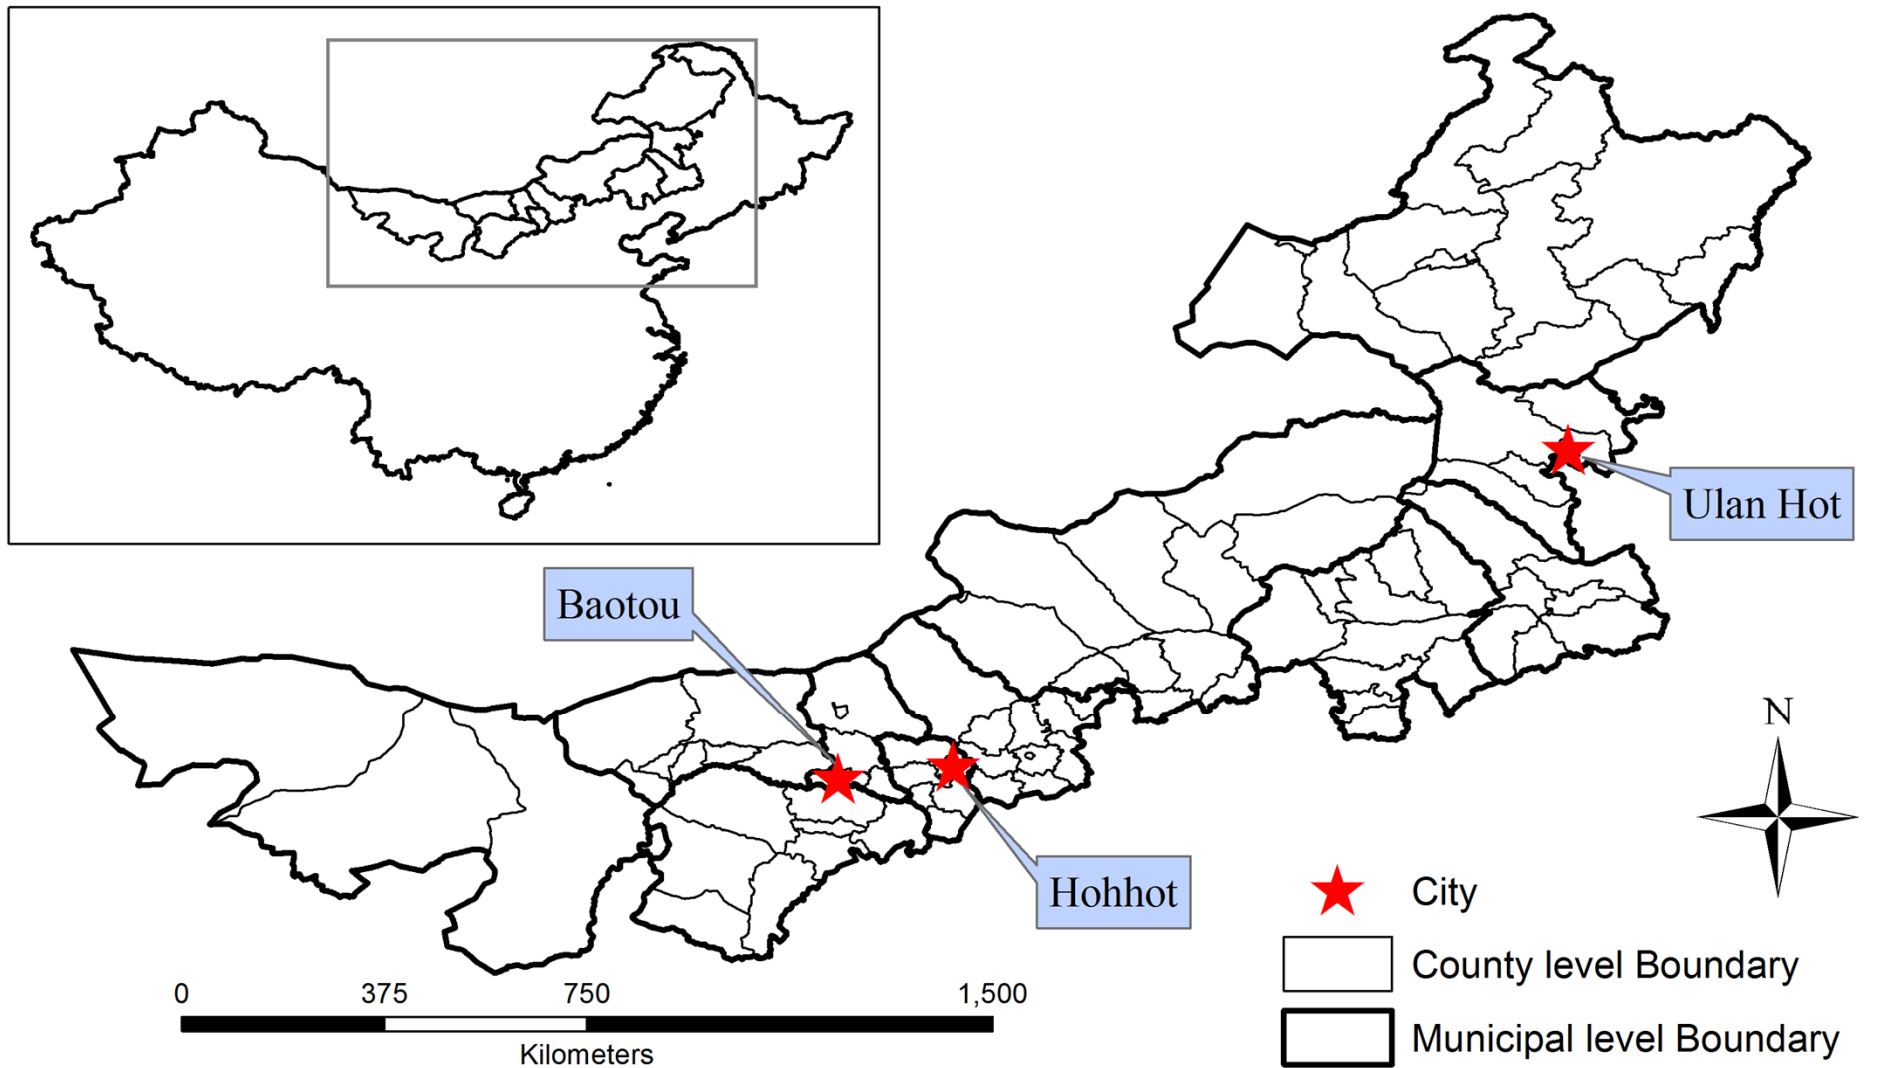 Ulan Hot
Baotou
N
Hohhot
City
County level Boundary
Municipal level Boundary
0 375 750 1,500
Kilometers